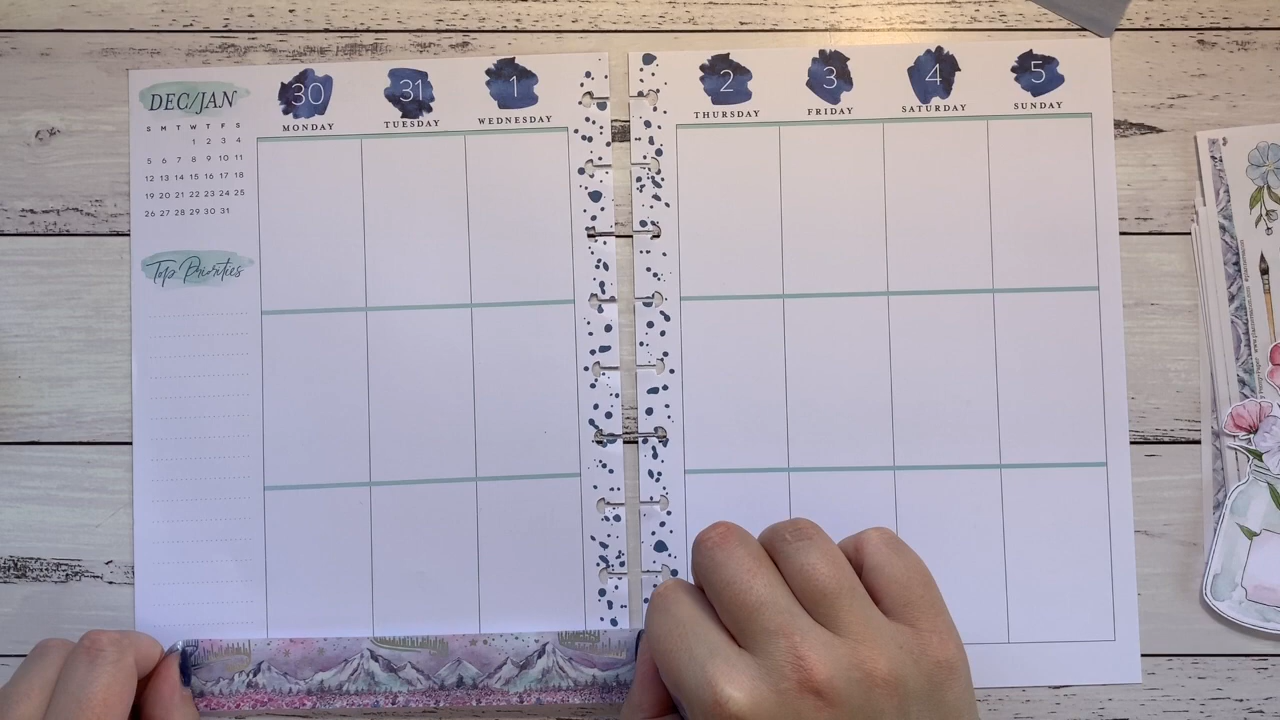 DEC/JAN
S M T W T F S
1 2 3 4
5 6 7 8 9 10 11
12 13 14 15 16 17 18
19 20 21 22 23 24 25
26 27 28 29 30 31
Top Priorities
30
MONDAY
31
TUESDAY
1
WEDNESDAY
2
THURSDAY
3
FRIDAY
4
SATURDAY
5
SUNDAY